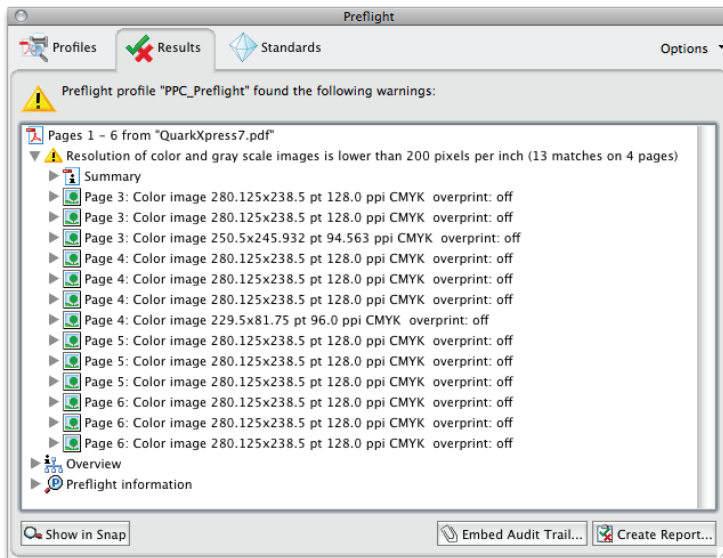 Preflight
Profiles Results Standards Options
Preflight profile "PPC_Preflight" found the following warnings:
Pages 1 – 6 from "QuarkXpress7.pdf"
Resolution of color and gray scale images is lower than 200 pixels per inch (13 matches on 4 pages)
Summary
Page 3: Color image 280.125x238.5 pt 128.0 ppi CMYK overprint: off
Page 3: Color image 280.125x238.5 pt 128.0 ppi CMYK overprint: off
Page 3: Color image 250.5x245.932 pt 94.563 ppi CMYK overprint: off
Page 4: Color image 280.125x238.5 pt 128.0 ppi CMYK overprint: off
Page 4: Color image 280.125x238.5 pt 128.0 ppi CMYK overprint: off
Page 4: Color image 280.125x238.5 pt 128.0 ppi CMYK overprint: off
Page 4: Color image 229.5x81.75 pt 96.0 ppi CMYK overprint: off
Page 5: Color image 280.125x238.5 pt 128.0 ppi CMYK overprint: off
Page 5: Color image 280.125x238.5 pt 128.0 ppi CMYK overprint: off
Page 5: Color image 280.125x238.5 pt 128.0 ppi CMYK overprint: off
Page 6: Color image 280.125x238.5 pt 128.0 ppi CMYK overprint: off
Page 6: Color image 280.125x238.5 pt 128.0 ppi CMYK overprint: off
Page 6: Color image 280.125x238.5 pt 128.0 ppi CMYK overprint: off
Overview
Preflight information
Show in Snap Embed Audit Trail... Create Report...